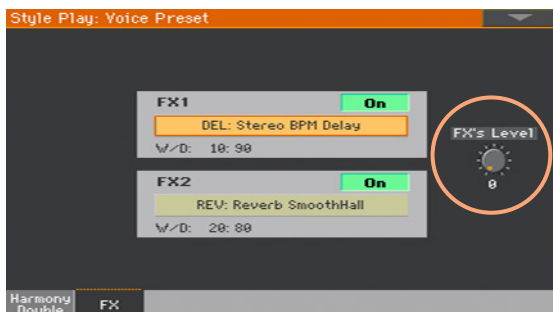 Style Play: Voice Preset
FX1
On
DEL: Stereo BPM Delay
W/D: 10:90
FX's Level
0
FX2
On
REV: Reverb SmoothHall
W/D: 20:80
Harmony
Double
FX